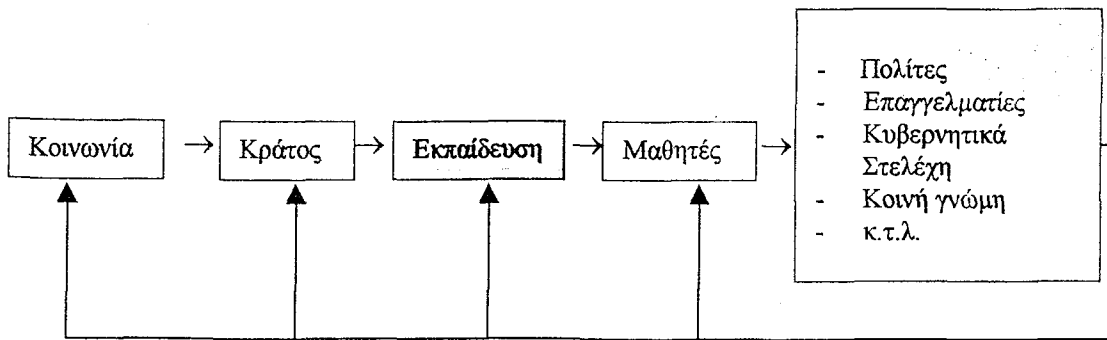 Κοινωνία → Κράτος → Εκπαίδευση → Μαθητές →
- Πολίτες
- Επαγγελματίες
- Κυβερνητικά
Στελέχη
- Κοινή γνώμη
- κ.τ.λ.